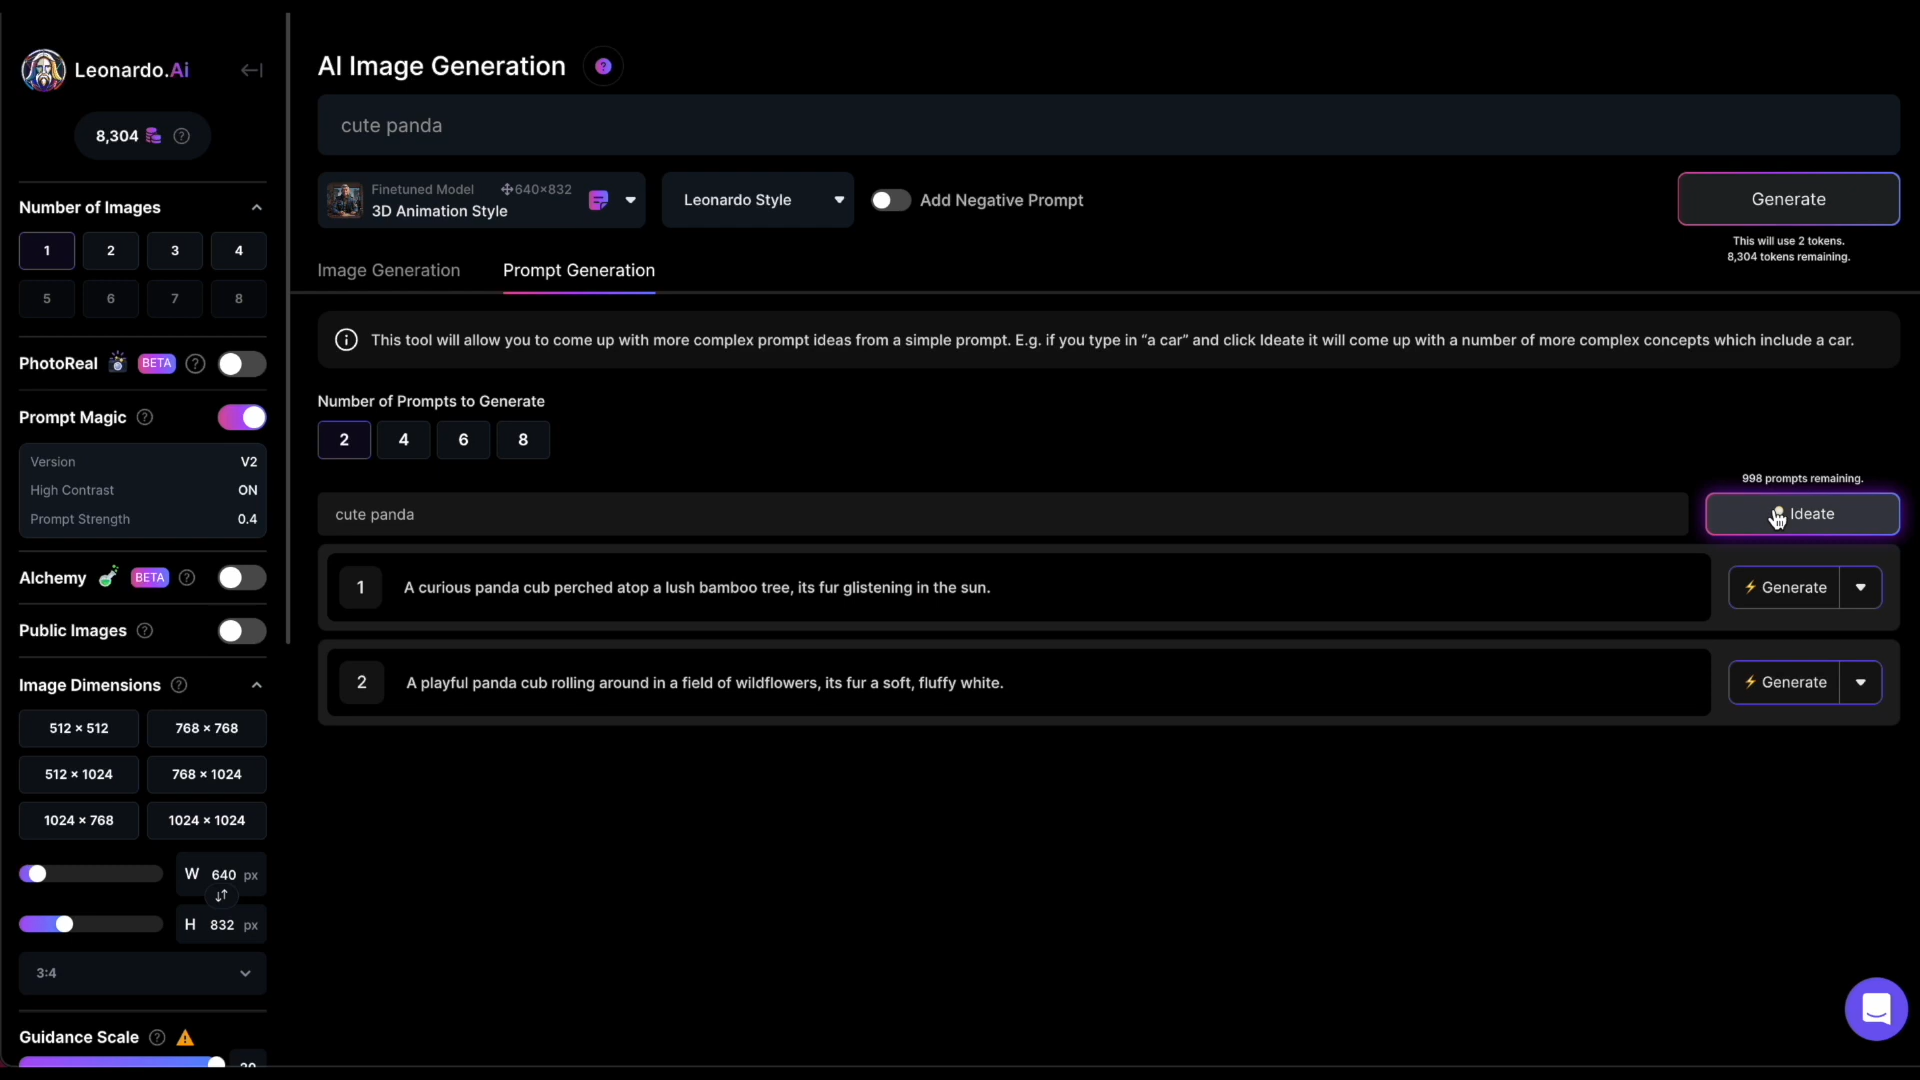 Leonardo.Ai
8,304
Number of Images
1 2 3 4
5 6 7 8
PhotoReal BETA
Prompt Magic
Version V2
High Contrast ON
Prompt Strength 0.4
Alchemy BETA
Public Images
Image Dimensions
512 × 512 768 × 768
512 × 1024 768 × 1024
1024 × 768 1024 × 1024
W 640 px
H 832 px
3:4
Guidance Scale
AI Image Generation
cute panda
Finetuned Model 640×832
3D Animation Style
Leonardo Style
Add Negative Prompt
Generate
This will use 2 tokens.
8,304 tokens remaining.
Image Generation Prompt Generation
This tool will allow you to come up with more complex prompt ideas from a simple prompt. E.g. if you type in “a car” and click Ideate it will come up with a number of more complex concepts which include a car.
Number of Prompts to Generate
2 4 6 8
998 prompts remaining.
cute panda
Ideate
1 A curious panda cub perched atop a lush bamboo tree, its fur glistening in the sun.
Generate
2 A playful panda cub rolling around in a field of wildflowers, its fur a soft, fluffy white.
Generate